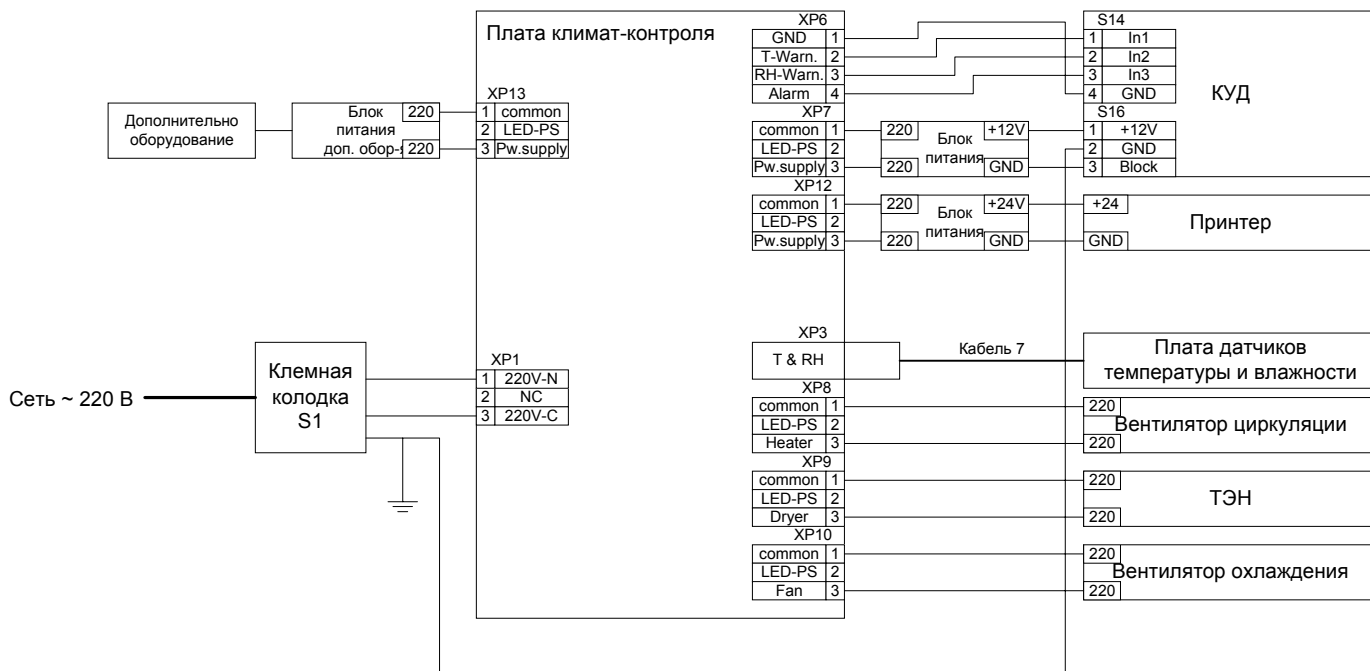 Плата климат-контроля
XP13
1 common
2 LED-PS
3 Pw.supply
Дополнительно
оборудование
Блок
питания
доп. обор-я
220
220
Сеть ~ 220 В
Клемная
колодка
S1
XP1
1 220V-N
2 NC
3 220V-C
XP6
GND 1
T-Warn. 2
RH-Warn. 3
Alarm 4
XP7
common 1
LED-PS 2
Pw.supply 3
XP12
common 1
LED-PS 2
Pw.supply 3
XP3
T & RH
XP8
common 1
LED-PS 2
Heater 3
XP9
common 1
LED-PS 2
Dryer 3
XP10
common 1
LED-PS 2
Fan 3
220 +12V
Блок
питания
220 GND
220 +24V
Блок
питания
220 GND
Кабель 7
S14
1 In1
2 In2
3 In3
4 GND
КУД
S16
1 +12V
2 GND
3 Block
+24
Принтер
GND
Плата датчиков
температуры и влажности
220
Вентилятор циркуляции
220
220
ТЭН
220
220
Вентилятор охлаждения
220